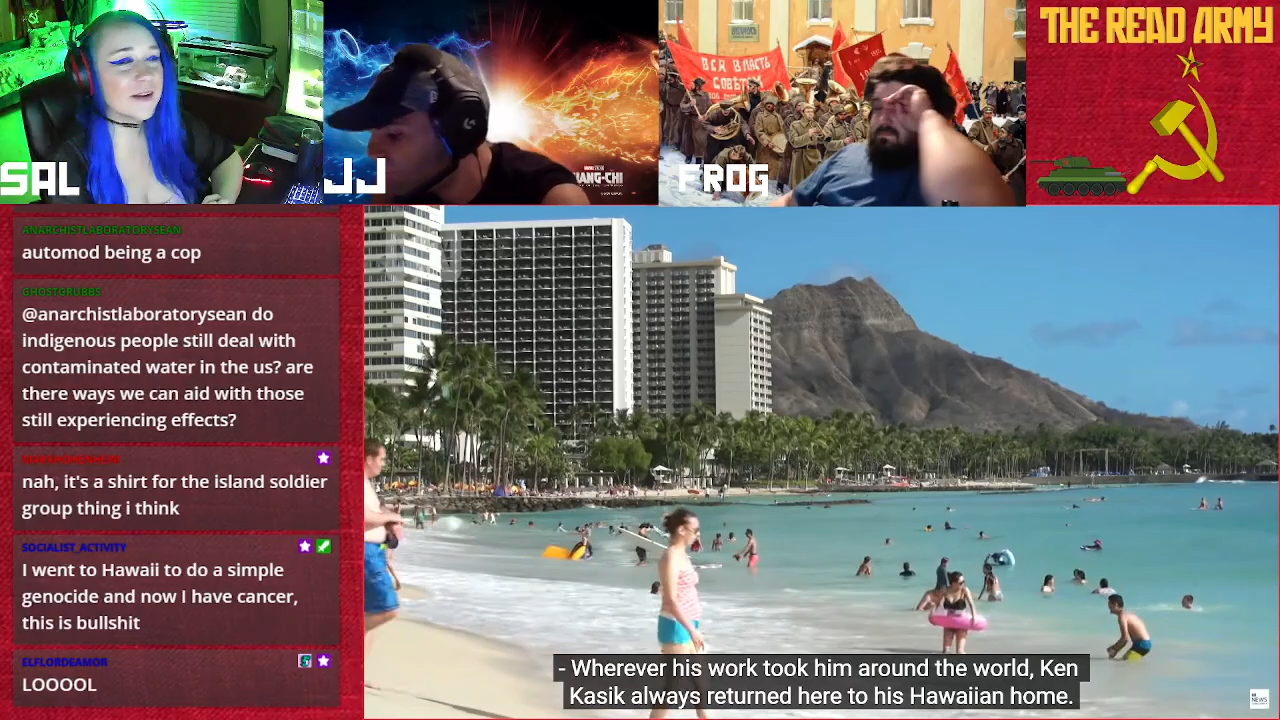 THE READ ARMY
ВСЯ ВЛАСТЬ
СОВѢТОМ
SAL
JJ
FROG
ANARCHISTLABORATORYSEAN
automod being a cop
GHOSTGRUBBS
@anarchistlaboratorysean do
indigenous people still deal with
contaminated water in the us? are
there ways we can aid with those
still experiencing effects?
nah, it's a shirt for the island soldier
group thing i think
SOCIALIST_ACTIVITY
I went to Hawaii to do a simple
genocide and now I have cancer,
this is bullshit
ELFLORDEAMOR
LOOOOL
- Wherever his work took him around the world, Ken
Kasik always returned here to his Hawaiian home.
NEWS